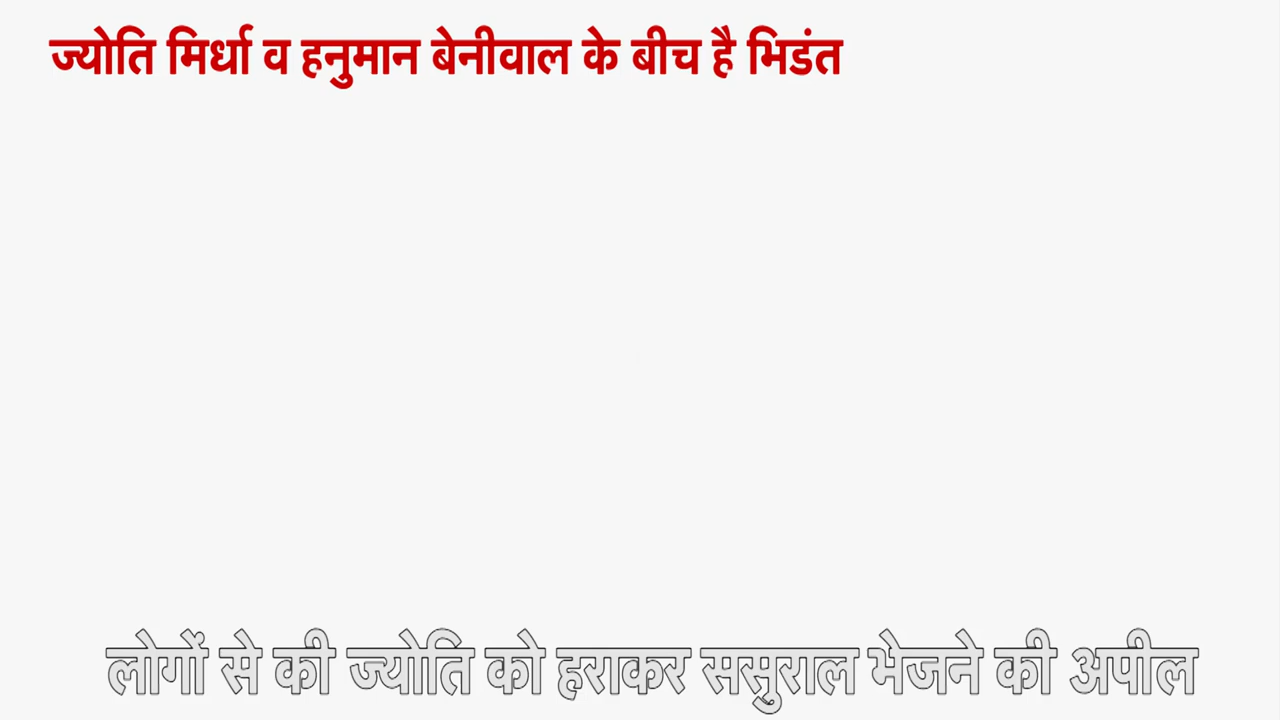 ज्योति मिर्धा व हनुमान बेनीवाल के बीच है भिडंत
लोगों से की ज्योति को हराकर ससुराल भेजने की अपील